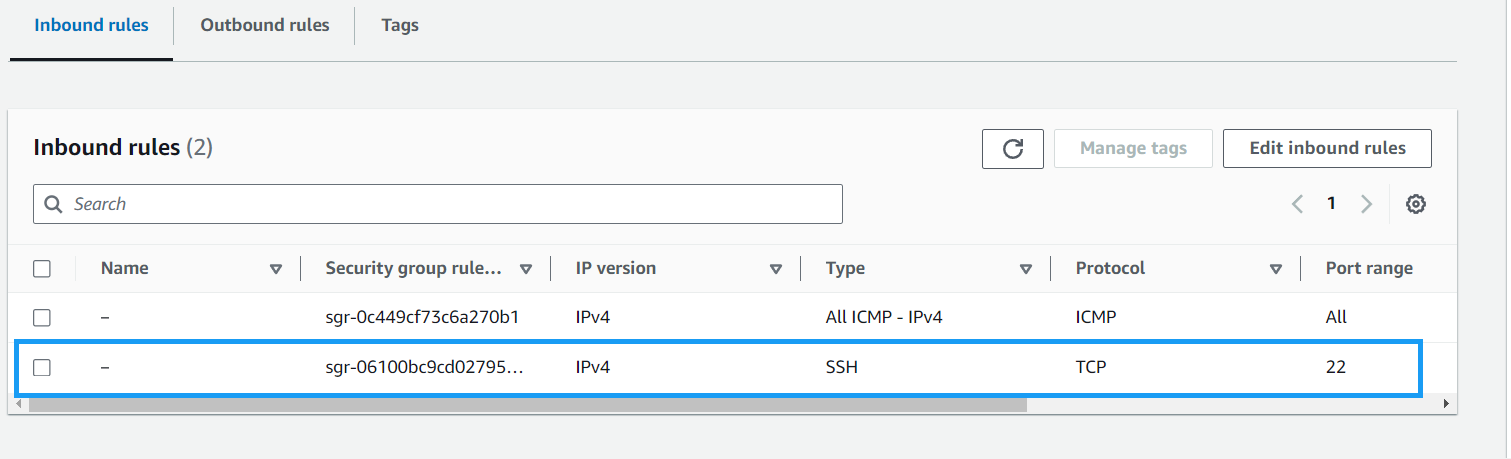 Inbound rules Outbound rules Tags
Inbound rules (2) Manage tags Edit inbound rules
Search 1
Name Security group rule... IP version Type Protocol Port range
– sgr-0c449cf73c6a270b1 IPv4 All ICMP - IPv4 ICMP All
– sgr-06100bc9cd02795... IPv4 SSH TCP 22